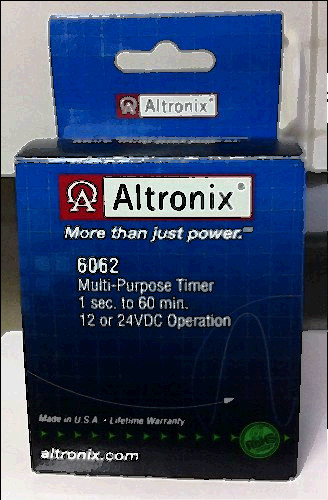 Altronix®
Altronix®
More than just power.™
6062
Multi-Purpose Timer
1 sec. to 60 min.
12 or 24VDC Operation
Made in U.S.A. • Lifetime Warranty
altronix.com